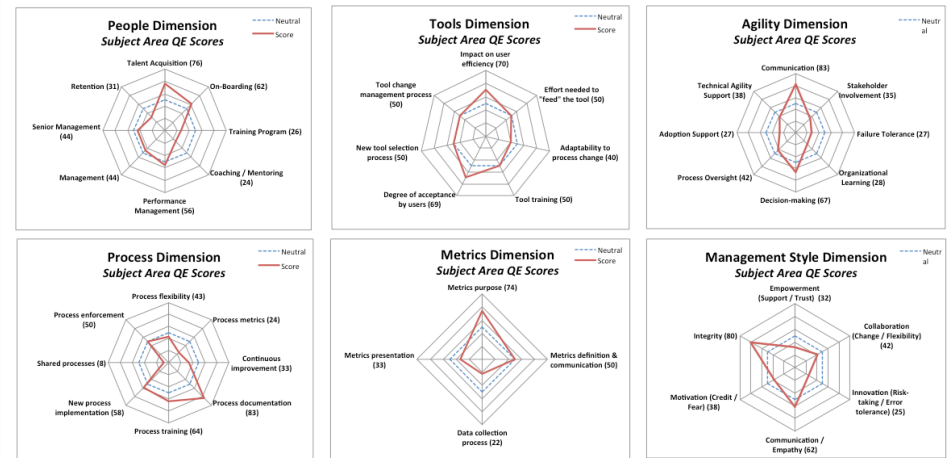 People Dimension
Subject Area QE Scores
Neutral
Score
Talent Acquisition (76)
Retention (31)
On-Boarding (62)
Senior Management
(44)
Training Program (26)
Management (44)
Coaching / Mentoring
(24)
Performance
Management (56)
Tools Dimension
Subject Area QE Scores
Neutral
Score
Impact on user
efficiency (70)
Tool change
management process
(50)
Effort needed to
"feed" the tool (50)
New tool selection
process (50)
Adaptability to
process change (40)
Degree of acceptance
by users (69)
Tool training (50)
Agility Dimension
Subject Area QE Scores
Neutr
al
Communication (83)
Technical Agility
Support (38)
Stakeholder
Involvement (35)
Adoption Support (27)
Failure Tolerance (27)
Process Oversight (42)
Organizational
Learning (28)
Decision-making (67)
Process Dimension
Subject Area QE Scores
Neutral
Score
Process flexibility (43)
Process enforcement
(50)
Process metrics (24)
Shared processes (8)
Continuous
improvement (33)
New process
implementation (58)
Process documentation
(83)
Process training (64)
Metrics Dimension
Subject Area QE Scores
Neutral
Score
Metrics purpose (74)
Metrics presentation
(33)
Metrics definition &
communication (50)
Data collection
process (22)
Management Style Dimension
Subject Area QE Scores
Neutr
al
Empowerment
(Support / Trust) (32)
Integrity (80)
Collaboration
(Change / Flexibility)
(42)
Motivation (Credit /
Fear) (38)
Innovation (Risk-
taking / Error
tolerance) (25)
Communication /
Empathy (62)